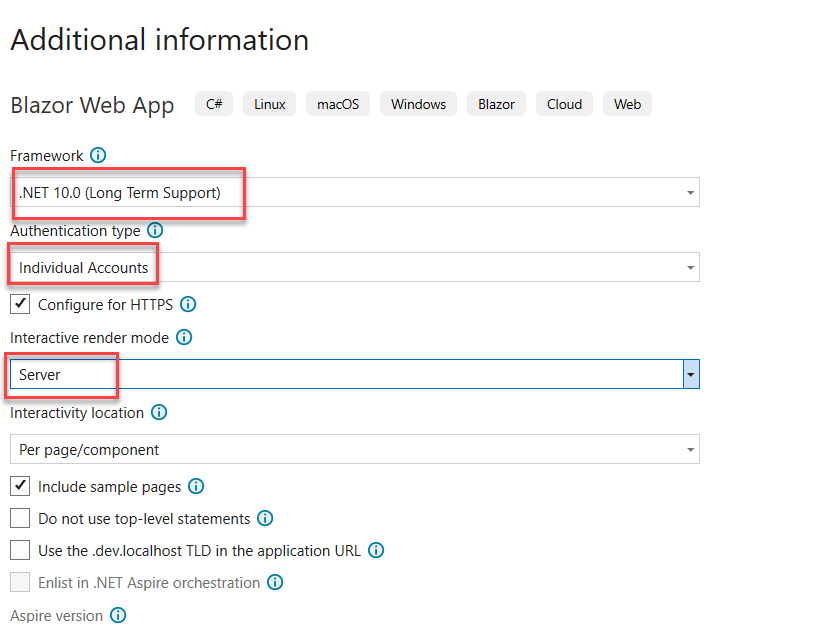 Additional information
Blazor Web App C# Linux macOS Windows Blazor Cloud Web
Framework
.NET 10.0 (Long Term Support)
Authentication type
Individual Accounts
Configure for HTTPS
Interactive render mode
Server
Interactivity location
Per page/component
Include sample pages
Do not use top-level statements
Use the .dev.localhost TLD in the application URL
Enlist in .NET Aspire orchestration
Aspire version